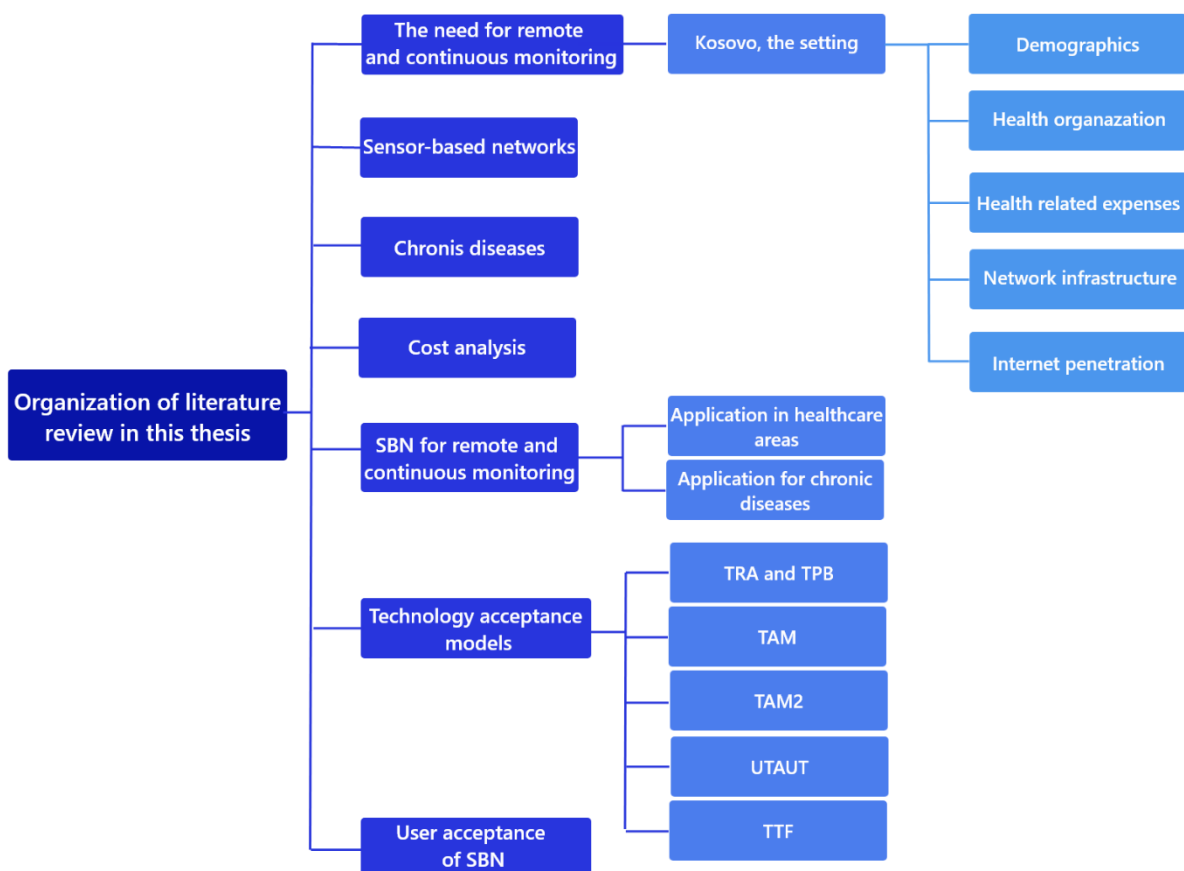 The need for remote
and continuous monitoring
Kosovo, the setting
Demographics
Health organazation
Sensor-based networks
Health related expenses
Chronis diseases
Network infrastructure
Cost analysis
Internet penetration
Organization of literature
review in this thesis
Application in healthcare
areas
SBN for remote and
continuous monitoring
Application for chronic
diseases
TRA and TPB
Technology acceptance
models
TAM
TAM2
UTAUT
TTF
User acceptance
of SBN